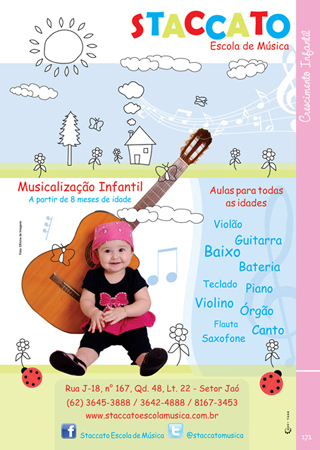 STACCATO
Escola de Música
Crescimento Infantil
Musicalização Infantil
A partir de 8 meses de idade
Aulas para todas
as idades
Violão
Guitarra
Baixo
Bateria
Teclado
Piano
Violino
Órgão
Flauta
Canto
Saxofone
Rua J-18, nº 167, Qd. 48, Lt. 22 - Setor Jaó
(62) 3645-3888 / 3642-4888 / 8167-3453
www.staccatoescolamusica.com.br
Staccato Escola de Música
@staccatomusica
171